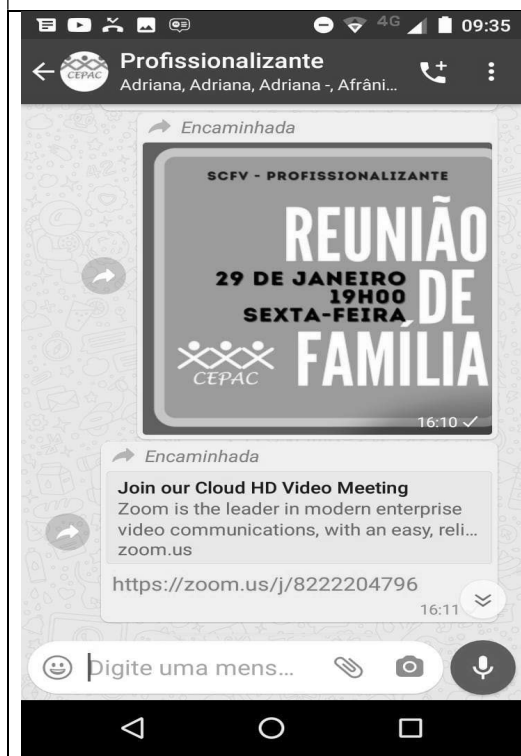 4G 09:35
CEPAC
Profissionalizante
Adriana, Adriana, Adriana -, Afrâni...
Encaminhada
SCFV - PROFISSIONALIZANTE
REUNIÃO
29 DE JANEIRO
19H00
SEXTA-FEIRA
DE
FAMÍLIA
CEPAC
16:10
Encaminhada
Join our Cloud HD Video Meeting
Zoom is the leader in modern enterprise
video communications, with an easy, reli...
zoom.us
https://zoom.us/j/8222204796
16:11
Digite uma mens...